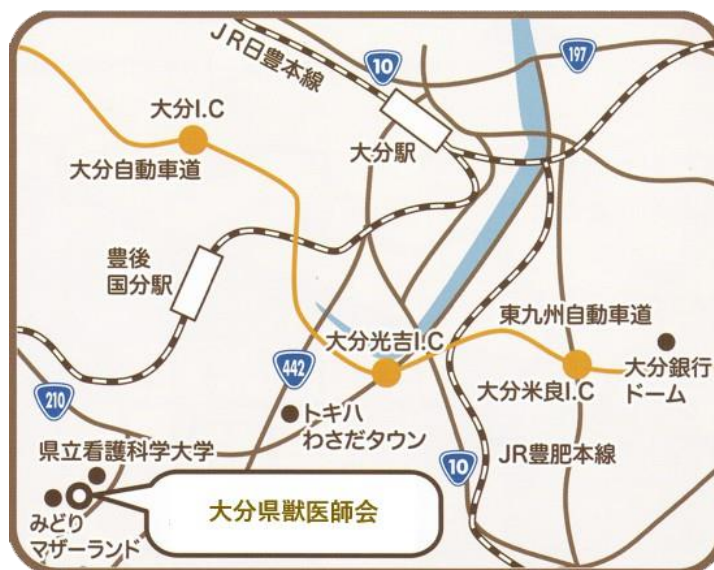 JR日豊本線
10
197
大分I.C
大分駅
大分自動車道
豊後
国分駅
東九州自動車道
大分光吉I.C
442
大分銀行
ドーム
大分米良I.C
210
トキハ
わさだタウン
県立看護科学大学
JR豊肥本線
10
大分県獣医師会
みどり
マザーランド